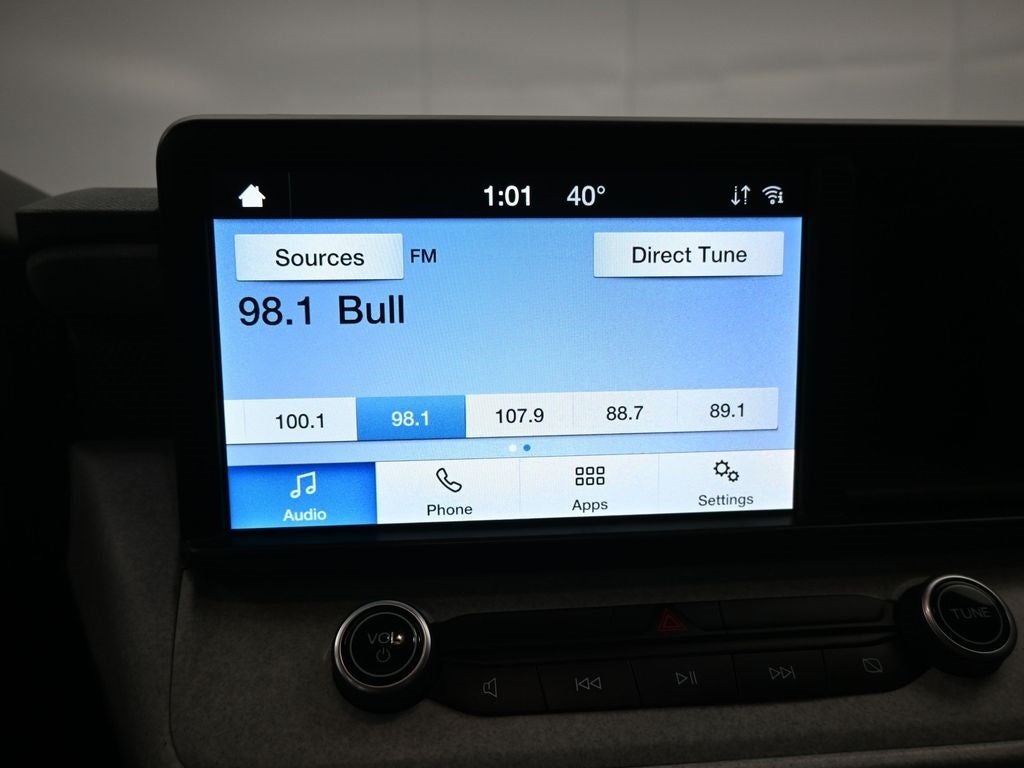 1:01 40°
Sources FM Direct Tune
98.1 Bull
100.1 98.1 107.9 88.7 89.1
Audio Phone Apps Settings
VOL TUNE